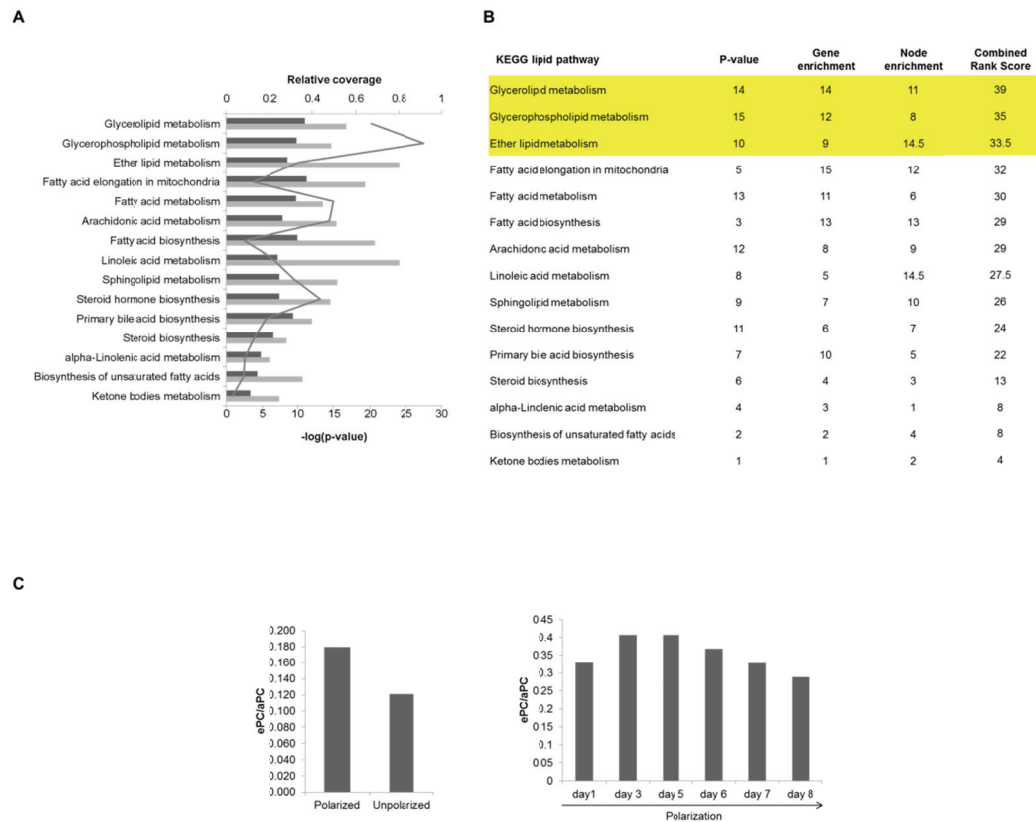 A
Relative coverage
0 0.2 0.4 0.6 0.8 1
Glycerolipid metabolism
Glycerophospholipid metabolism
Ether lipid metabolism
Fatty acid elongation in mitochondria
Fatty acid metabolism
Arachidonic acid metabolism
Fatty acid biosynthesis
Linoleic acid metabolism
Sphingolipid metabolism
Steroid hormone biosynthesis
Primary bile acid biosynthesis
Steroid biosynthesis
alpha-Linolenic acid metabolism
Biosynthesis of unsaturated fatty acids
Ketone bodies metabolism
0 5 10 15 20 25 30
-log(p-value)
B
KEGG lipid pathway P-value Gene enrichment Node enrichment Combined Rank Score
Glycerolipid metabolism 14 14 11 39
Glycerophospholipid metabolism 15 12 8 35
Ether lipid metabolism 10 9 14.5 33.5
Fatty acid elongation in mitochondria 5 15 12 32
Fatty acid metabolism 13 11 6 30
Fatty acid biosynthesis 3 13 13 29
Arachidonic acid metabolism 12 8 9 29
Linoleic acid metabolism 8 5 14.5 27.5
Sphingolipid metabolism 9 7 10 26
Steroid hormone biosynthesis 11 6 7 24
Primary bile acid biosynthesis 7 10 5 22
Steroid biosynthesis 6 4 3 13
alpha-Linolenic acid metabolism 4 3 1 8
Biosynthesis of unsaturated fatty acids 2 2 4 8
Ketone bodies metabolism 1 1 2 4
C
ePC/aPC
0.200
0.180
0.160
0.140
0.120
0.100
0.080
0.060
0.040
0.020
0.000
Polarized Unpolarized
ePC/aPC
0.45
0.4
0.35
0.3
0.25
0.2
0.15
0.1
0.05
0
day1 day 3 day 5 day 6 day 7 day 8
Polarization